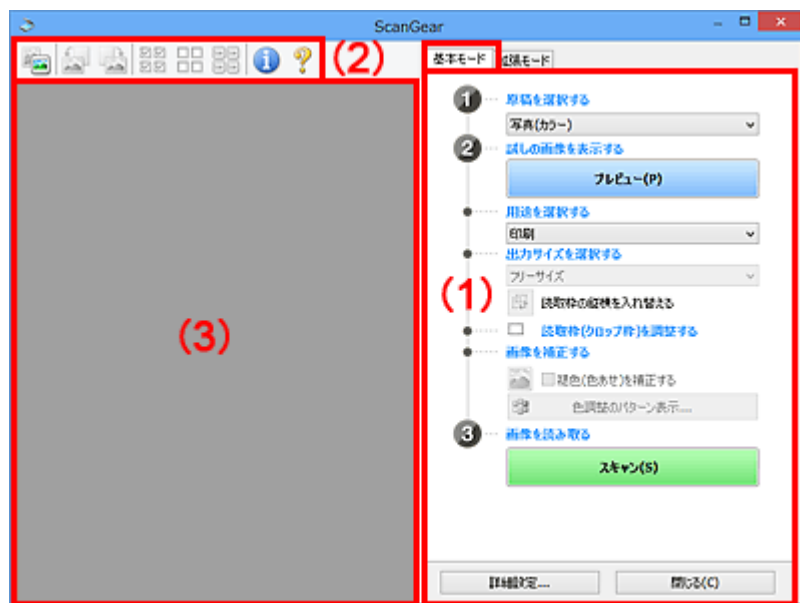 ScanGear
(2)
基本モード
拡張モード
1
原稿を選択する
写真(カラー)
2
試しの画像を表示する
プレビュー(P)
用途を選択する
印刷
出力サイズを選択する
フリーサイズ
(1)
読取枠の縦横を入れ替える
(3)
読取枠(クロップ枠)を調整する
画像を補正する
褪色(色あせ)を補正する
色調整のパターン表示....
3
画像を読み取る
スキャン(S)
詳細設定....
閉じる(C)